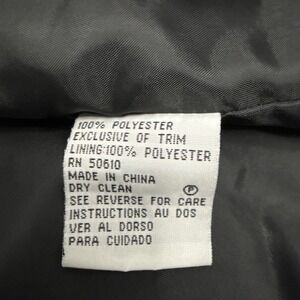 100% POLYESTER
EXCLUSIVE OF TRIM
LINING:100% POLYESTER
RN 50610
MADE IN CHINA
DRY CLEAN Ⓟ
SEE REVERSE FOR CARE
INSTRUCTIONS AU DOS
VER AL DORSO
PARA CUIDADO